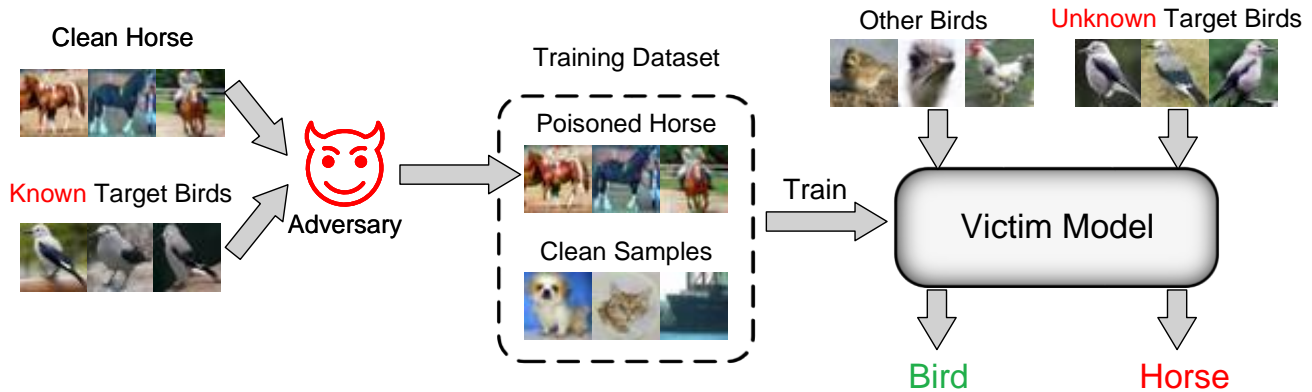 Clean Horse
Known Target Birds
Adversary
Training Dataset
Poisoned Horse
Clean Samples
Train
Other Birds
Unknown Target Birds
Victim Model
Bird
Horse